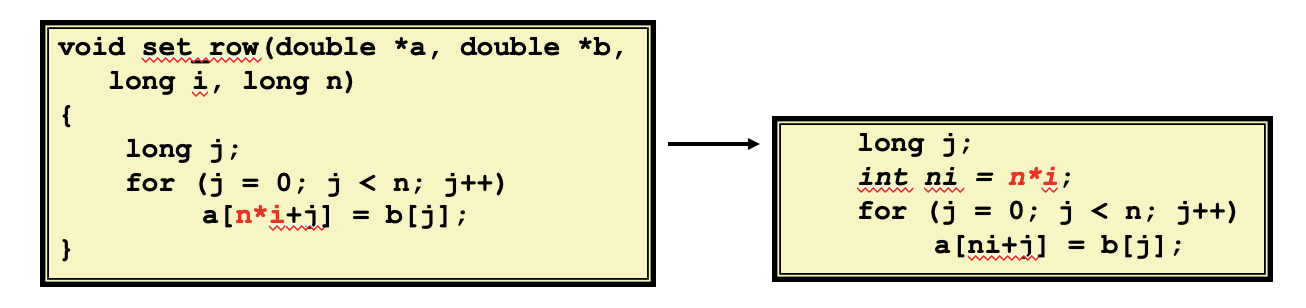 void set_row(double *a, double *b,
long i, long n)
{
long j;
for (j = 0; j < n; j++)
a[n*i+j] = b[j];
}
long j;
int ni = n*i;
for (j = 0; j < n; j++)
a[ni+j] = b[j];